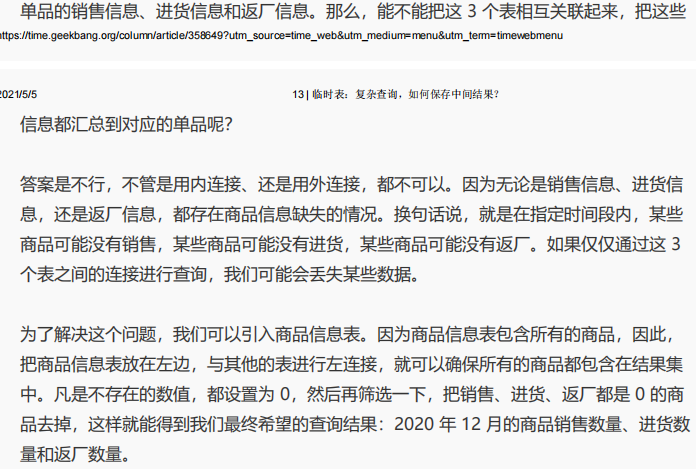 单品的销售信息、进货信息和返厂信息。那么，能不能把这 3 个表相互关联起来，把这些
https://time.geekbang.org/column/article/358649?utm_source=time_web&utm_medium=menu&utm_term=timewebmenu
2021/5/5 13 | 临时表：复杂查询，如何保存中间结果？
信息都汇总到对应的单品呢？
答案是不行，不管是用内连接、还是用外连接，都不可以。因为无论是销售信息、进货信
息，还是返厂信息，都存在商品信息缺失的情况。换句话说，就是在指定时间段内，某些
商品可能没有销售，某些商品可能没有进货，某些商品可能没有返厂。如果仅仅通过这 3
个表之间的连接进行查询，我们可能会丢失某些数据。
为了解决这个问题，我们可以引入商品信息表。因为商品信息表包含所有的商品，因此，
把商品信息表放在左边，与其他的表进行左连接，就可以确保所有的商品都包含在结果集
中。凡是不存在的数值，都设置为 0，然后再筛选一下，把销售、进货、返厂都是 0 的商
品去掉，这样就能得到我们最终希望的查询结果：2020 年 12 月的商品销售数量、进货数
量和返厂数量。